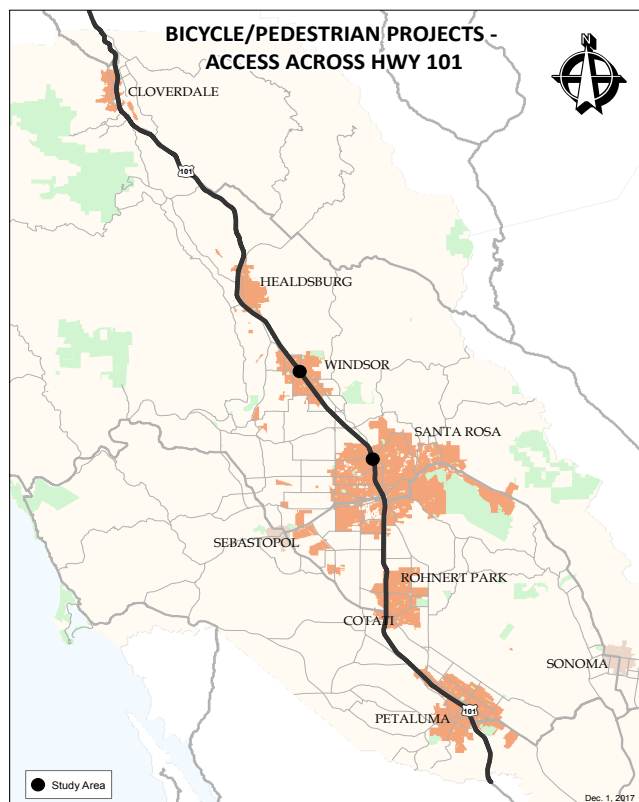 BICYCLE/PEDESTRIAN PROJECTS -
ACCESS ACROSS HWY 101
N
CLOVERDALE
101
HEALDSBURG
WINDSOR
SANTA ROSA
SEBASTOPOL
ROHNERT PARK
COTATI
SONOMA
101
PETALUMA
Study Area
Dec. 1, 2017